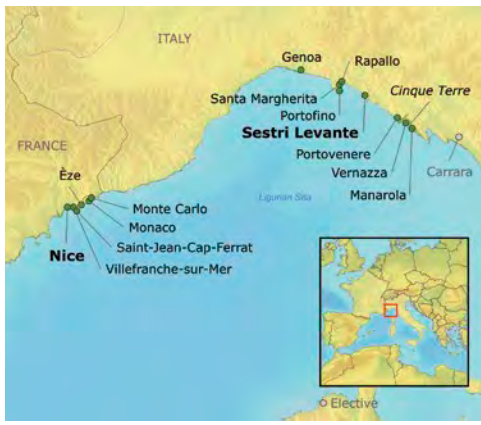 ITALY
Genoa
Rapallo
Santa Margherita
Cinque Terre
Portofino
Sestri Levante
FRANCE
Portovenere
Èze
Vernazza
Carrara
Ligurian Sea
Manarola
Monte Carlo
Monaco
Saint-Jean-Cap-Ferrat
Nice
Villefranche-sur-Mer
Elective